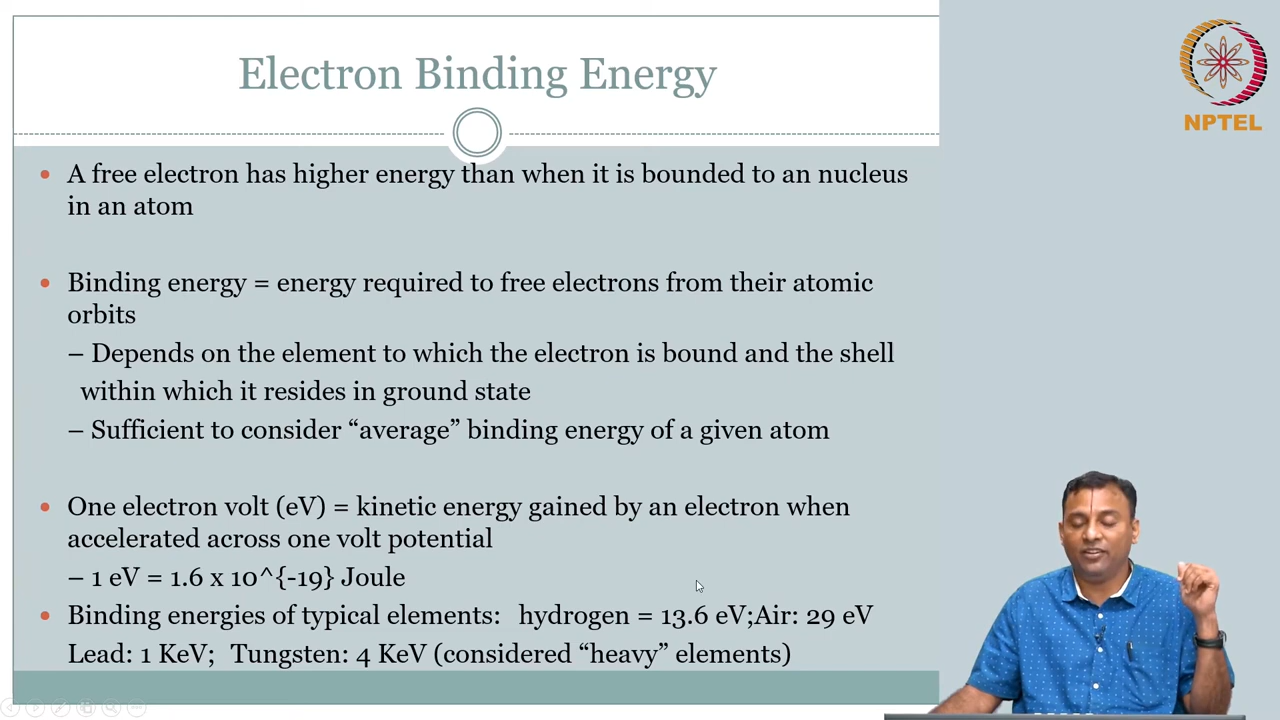 Electron Binding Energy
NPTEL
• A free electron has higher energy than when it is bounded to an nucleus
in an atom
• Binding energy = energy required to free electrons from their atomic
orbits
– Depends on the element to which the electron is bound and the shell
within which it resides in ground state
– Sufficient to consider “average” binding energy of a given atom
• One electron volt (eV) = kinetic energy gained by an electron when
accelerated across one volt potential
– 1 eV = 1.6 x 10^{-19} Joule
• Binding energies of typical elements: hydrogen = 13.6 eV;Air: 29 eV
Lead: 1 KeV; Tungsten: 4 KeV (considered “heavy” elements)